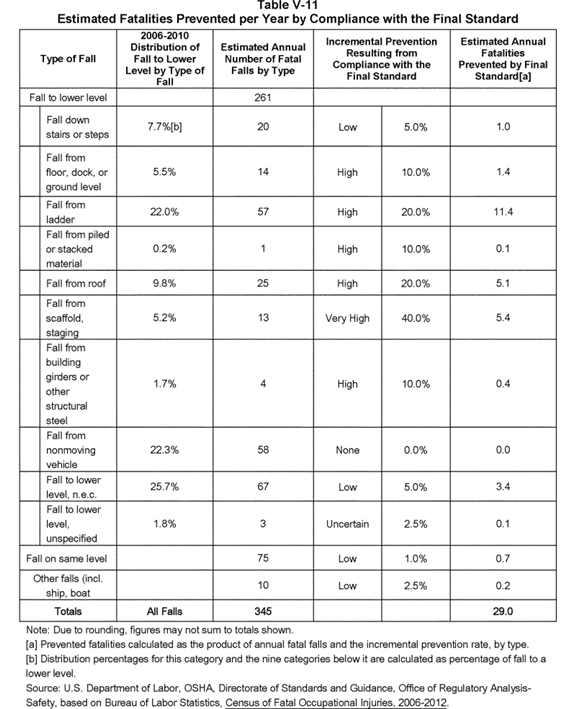 Table V-11
Estimated Fatalities Prevented per Year by Compliance with the Final Standard
Type of Fall
2006-2010
Distribution of
Fall to Lower
Level by Type of
Fall
Estimated Annual
Number of Fatal
Falls by Type
Incremental Prevention
Resulting from
Compliance with the
Final Standard
Estimated Annual
Fatalities
Prevented by Final
Standard[a]
Fall to lower level 261
Fall down
stairs or steps 7.7%[b] 20 Low 5.0% 1.0
Fall from
floor, dock, or
ground level 5.5% 14 High 10.0% 1.4
Fall from
ladder 22.0% 57 High 20.0% 11.4
Fall from piled
or stacked
material 0.2% 1 High 10.0% 0.1
Fall from roof 9.8% 25 High 20.0% 5.1
Fall from
scaffold,
staging 5.2% 13 Very High 40.0% 5.4
Fall from
building
girders or
other
structural
steel 1.7% 4 High 10.0% 0.4
Fall from
nonmoving
vehicle 22.3% 58 None 0.0% 0.0
Fall to lower
level, n.e.c. 25.7% 67 Low 5.0% 3.4
Fall to lower
level,
unspecified 1.8% 3 Uncertain 2.5% 0.1
Fall on same level 75 Low 1.0% 0.7
Other falls (incl.
ship, boat 10 Low 2.5% 0.2
Totals All Falls 345 29.0
Note: Due to rounding, figures may not sum to totals shown.
[a] Prevented fatalities calculated as the product of annual fatal falls and the incremental prevention rate, by type.
[b] Distribution percentages for this category and the nine categories below it are calculated as percentage of fall to a
lower level.
Source: U.S. Department of Labor, OSHA, Directorate of Standards and Guidance, Office of Regulatory Analysis-
Safety, based on Bureau of Labor Statistics, Census of Fatal Occupational Injuries, 2006-2012.